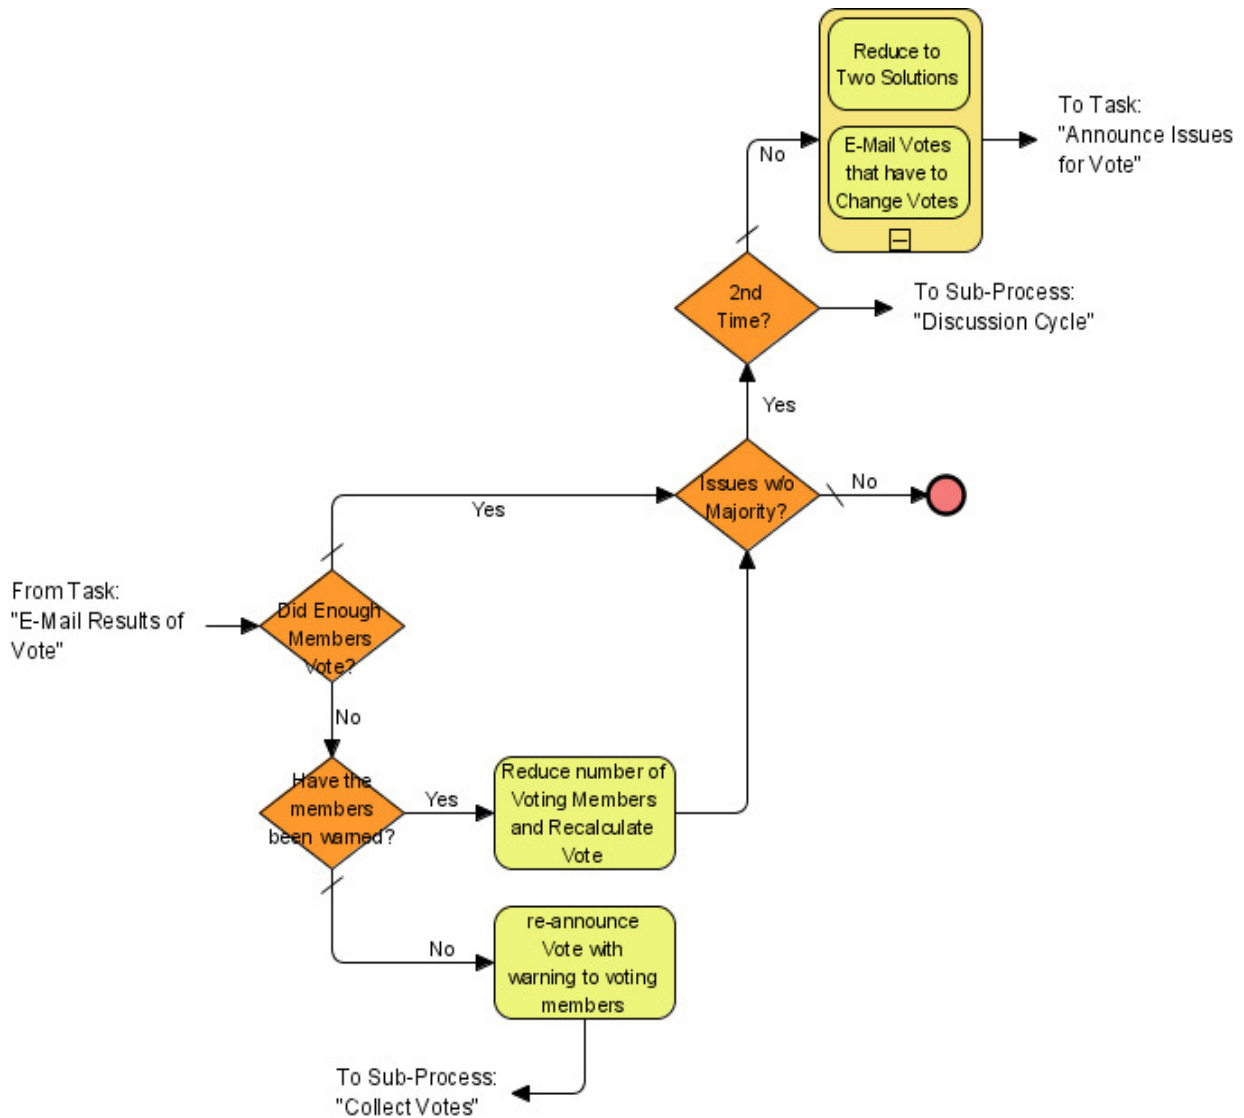 Reduce to
Two Solutions
E-Mail Votes
that have to
Change Votes
To Task:
"Announce Issues
for Vote"
No
2nd
Time?
To Sub-Process:
"Discussion Cycle"
Yes
Issues w/o
Majority?
No
Yes
From Task:
"E-Mail Results of
Vote"
Did Enough
Members
Vote?
No
Have the
members
been warned?
Yes
Reduce number of
Voting Members
and Recalculate
Vote
No
re-announce
Vote with
warning to voting
members
To Sub-Process:
"Collect Votes"